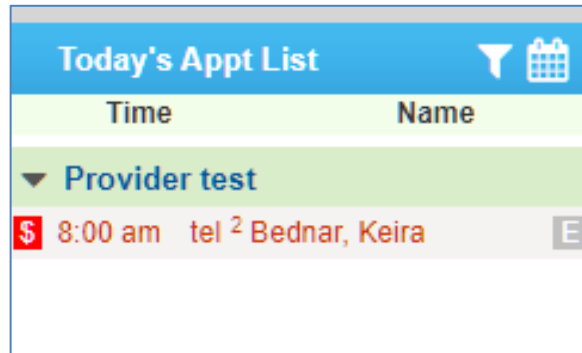 Today's Appt List
Time Name
Provider test
$ 8:00 am tel 2 Bednar, Keira E